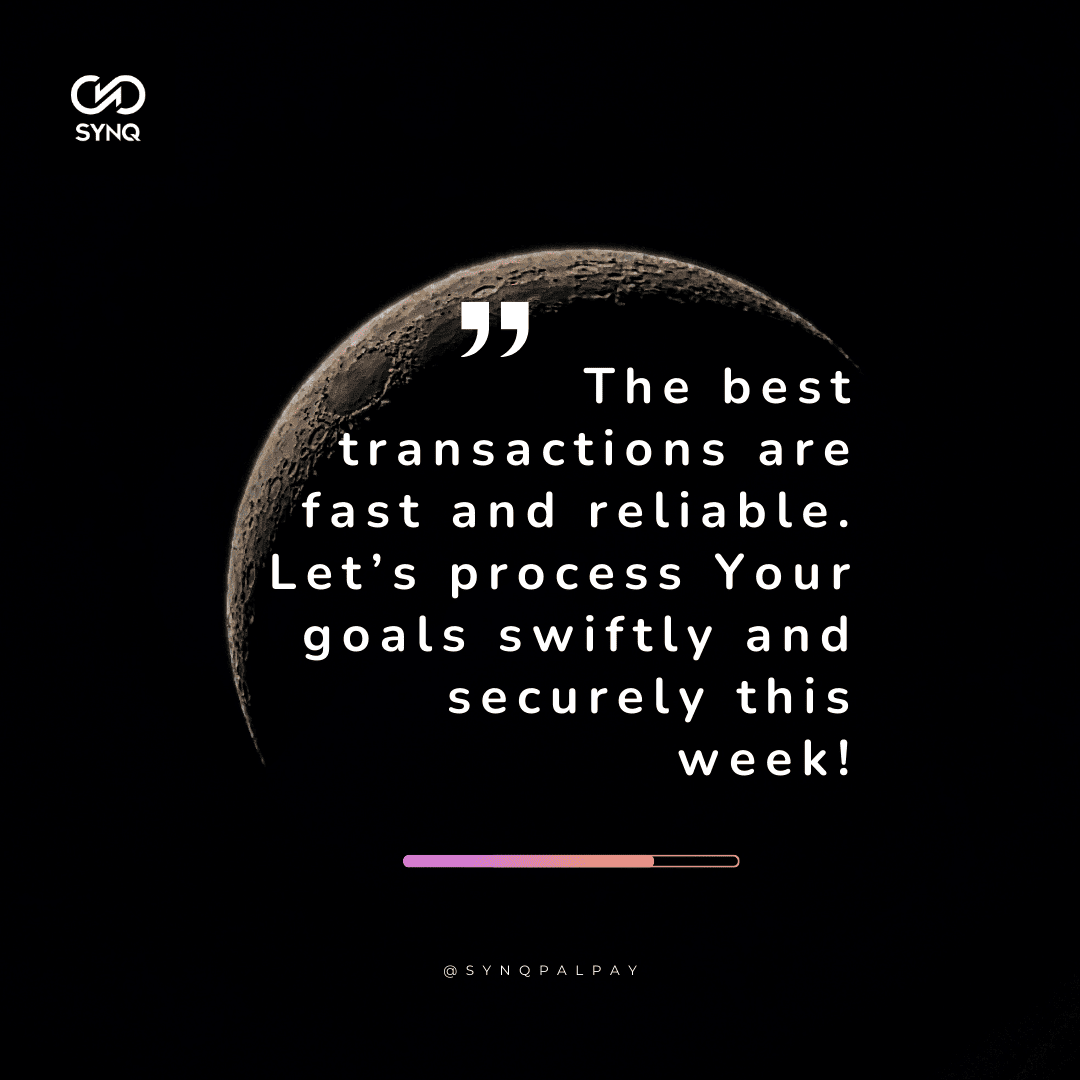 SYNQ
”
The best
transactions are
fast and reliable.
Let’s process Your
goals swiftly and
securely this
week!
@SYNQPALPAY